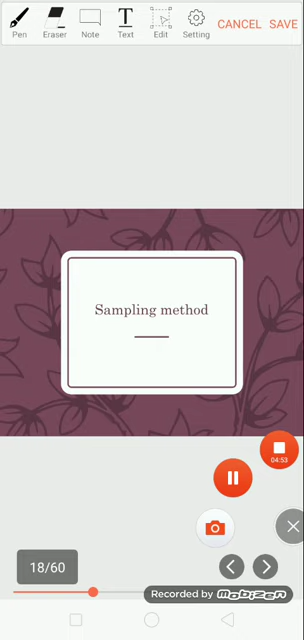 Pen Eraser Note Text Edit Setting CANCEL SAVE
Sampling method
04:53
18/60
Recorded by mobizen